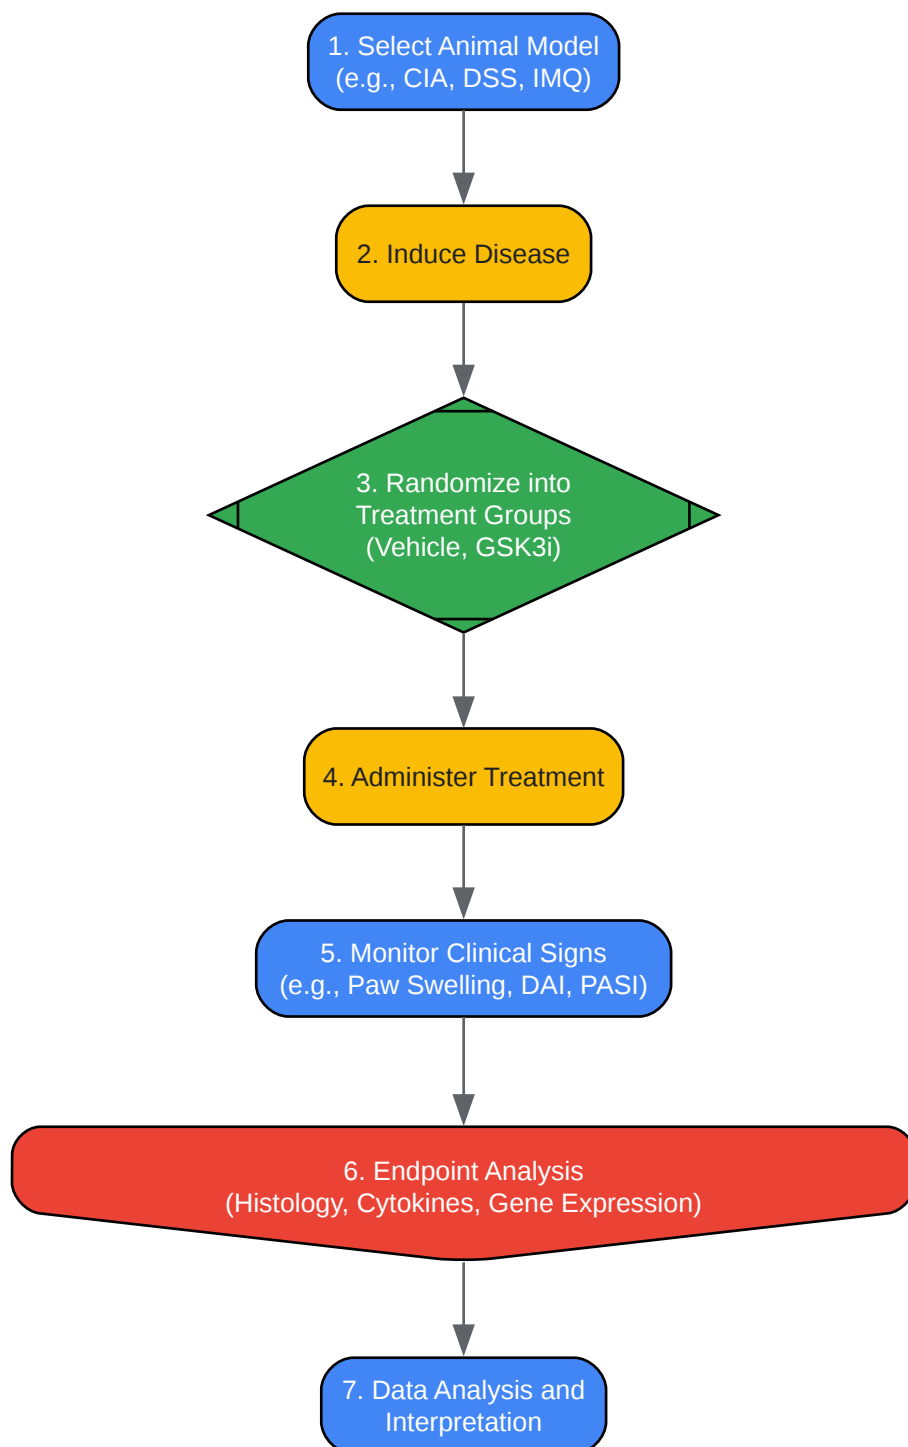 1. Select Animal Model
(e.g., CIA, DSS, IMQ)
2. Induce Disease
3. Randomize into
Treatment Groups
(Vehicle, GSK3i)
4. Administer Treatment
5. Monitor Clinical Signs
(e.g., Paw Swelling, DAI, PASI)
6. Endpoint Analysis
(Histology, Cytokines, Gene Expression)
7. Data Analysis and
Interpretation